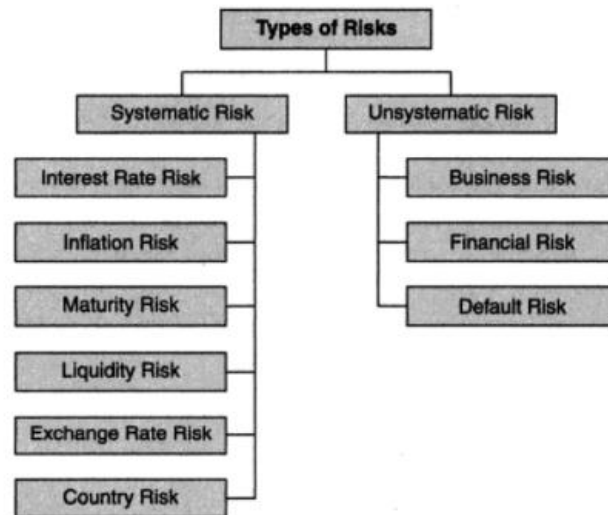 Types of Risks
Systematic Risk
Unsystematic Risk
Interest Rate Risk
Business Risk
Inflation Risk
Financial Risk
Maturity Risk
Default Risk
Liquidity Risk
Exchange Rate Risk
Country Risk